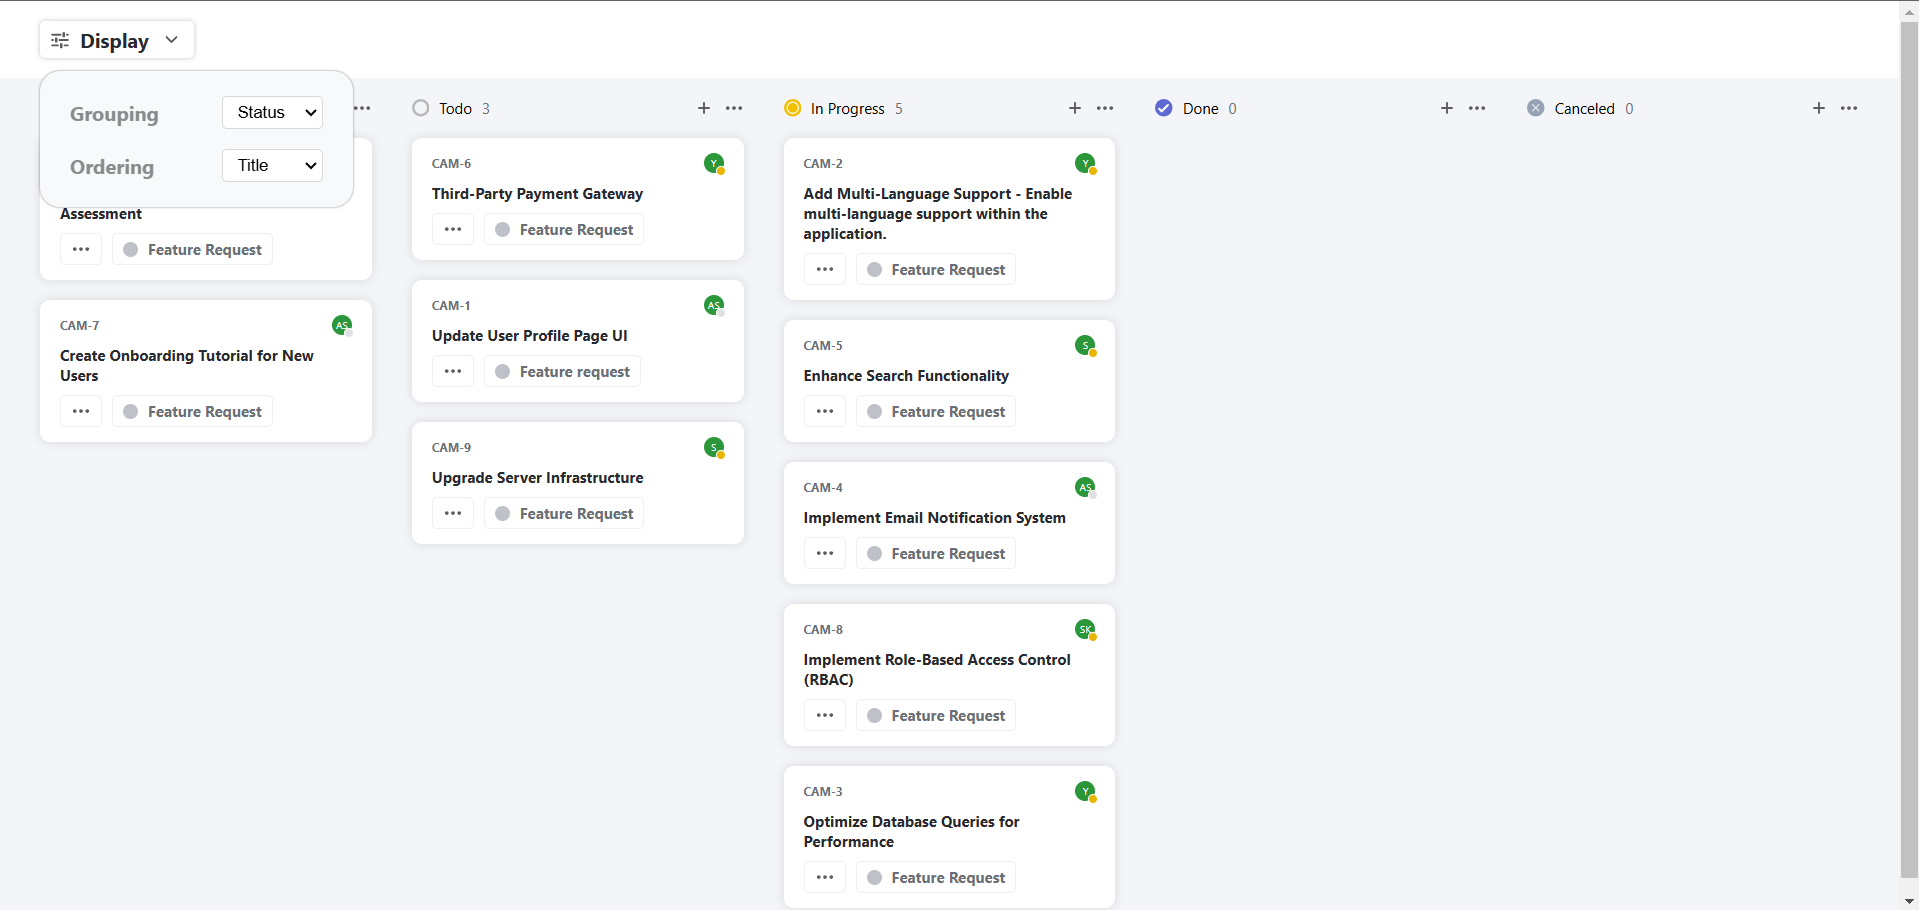 Display
Grouping Status
Ordering Title
Assessment
Feature Request
CAM-7
AS
Create Onboarding Tutorial for New
Users
Feature Request
Todo 3
CAM-6
Y
Third-Party Payment Gateway
Feature Request
CAM-1
AS
Update User Profile Page UI
Feature request
CAM-9
S
Upgrade Server Infrastructure
Feature Request
In Progress 5
CAM-2
Y
Add Multi-Language Support - Enable
multi-language support within the
application.
Feature Request
CAM-5
S
Enhance Search Functionality
Feature Request
CAM-4
AS
Implement Email Notification System
Feature Request
CAM-8
SK
Implement Role-Based Access Control
(RBAC)
Feature Request
CAM-3
Y
Optimize Database Queries for
Performance
Feature Request
Done 0
Canceled 0